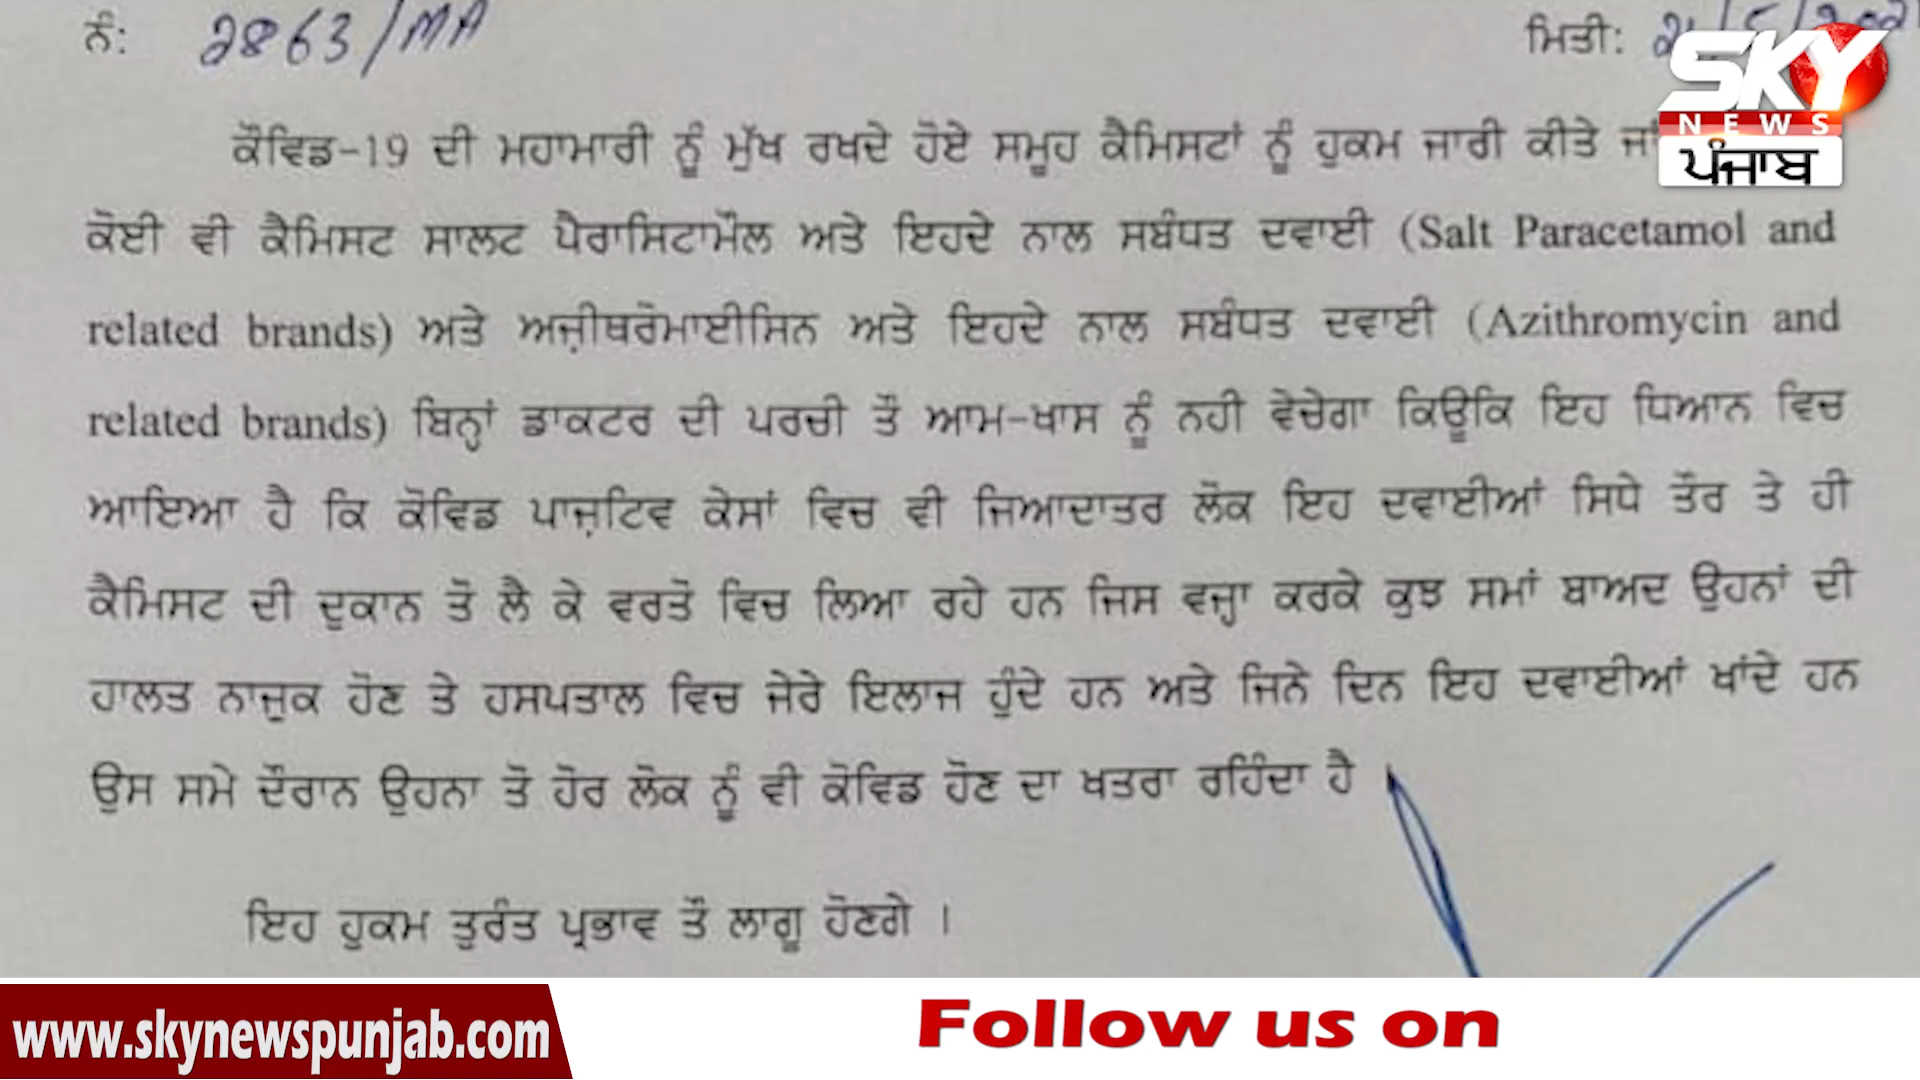 ਨੰ: 2863/MA ਮਿਤੀ:
SKY
NEWS
ਪੰਜਾਬ
ਕੌਵਿਡ-19 ਦੀ ਮਹਾਮਾਰੀ ਨੂੰ ਮੁੱਖ ਰਖਦੇ ਹੋਏ ਸਮੂਹ ਕੈਮਿਸਟਾਂ ਨੂੰ ਹੁਕਮ ਜਾਰੀ ਕੀਤੇ
ਕੋਈ ਵੀ ਕੈਮਿਸਟ ਸਾਲਟ ਪੈਰਾਸਿਟਾਮੌਲ ਅਤੇ ਇਹਦੇ ਨਾਲ ਸਬੰਧਤ ਦਵਾਈ (Salt Paracetamol and
related brands) ਅਤੇ ਅਜ਼ੀਥਰੋਮਾਈਸਿਨ ਅਤੇ ਇਹਦੇ ਨਾਲ ਸਬੰਧਤ ਦਵਾਈ (Azithromycin and
related brands) ਬਿਨ੍ਹਾਂ ਡਾਕਟਰ ਦੀ ਪਰਚੀ ਤੋਂ ਆਮ-ਖਾਸ ਨੂੰ ਨਹੀ ਵੇਚੇਗਾ ਕਿਉਂਕਿ ਇਹ ਧਿਆਨ ਵਿਚ
ਆਇਆ ਹੈ ਕਿ ਕੋਵਿਡ ਪਾਜ਼ਟਿਵ ਕੇਸਾਂ ਵਿਚ ਵੀ ਜਿਆਦਾਤਰ ਲੋਕ ਇਹ ਦਵਾਈਆਂ ਸਿਧੇ ਤੌਰ ਤੇ ਹੀ
ਕੈਮਿਸਟ ਦੀ ਦੁਕਾਨ ਤੋ ਲੈ ਕੇ ਵਰਤੋ ਵਿਚ ਲਿਆ ਰਹੇ ਹਨ ਜਿਸ ਵਜ੍ਹਾ ਕਰਕੇ ਕੁਝ ਸਮਾਂ ਬਾਅਦ ਉਹਨਾਂ ਦੀ
ਹਾਲਤ ਨਾਜੁਕ ਹੋਣ ਤੇ ਹਸਪਤਾਲ ਵਿਚ ਜੇਰੇ ਇਲਾਜ ਹੁੰਦੇ ਹਨ ਅਤੇ ਜਿਨੇ ਦਿਨ ਇਹ ਦਵਾਈਆਂ ਖਾਂਦੇ ਹਨ
ਉਸ ਸਮੇ ਦੌਰਾਨ ਉਹਨਾ ਤੋ ਹੋਰ ਲੋਕ ਨੂੰ ਵੀ ਕੋਵਿਡ ਹੋਣ ਦਾ ਖਤਰਾ ਰਹਿੰਦਾ ਹੈ
ਇਹ ਹੁਕਮ ਤੁਰੰਤ ਪ੍ਰਭਾਵ ਤੌ ਲਾਗੂ ਹੋਣਗੇ ।
www.skynewspunjab.com
Follow us on